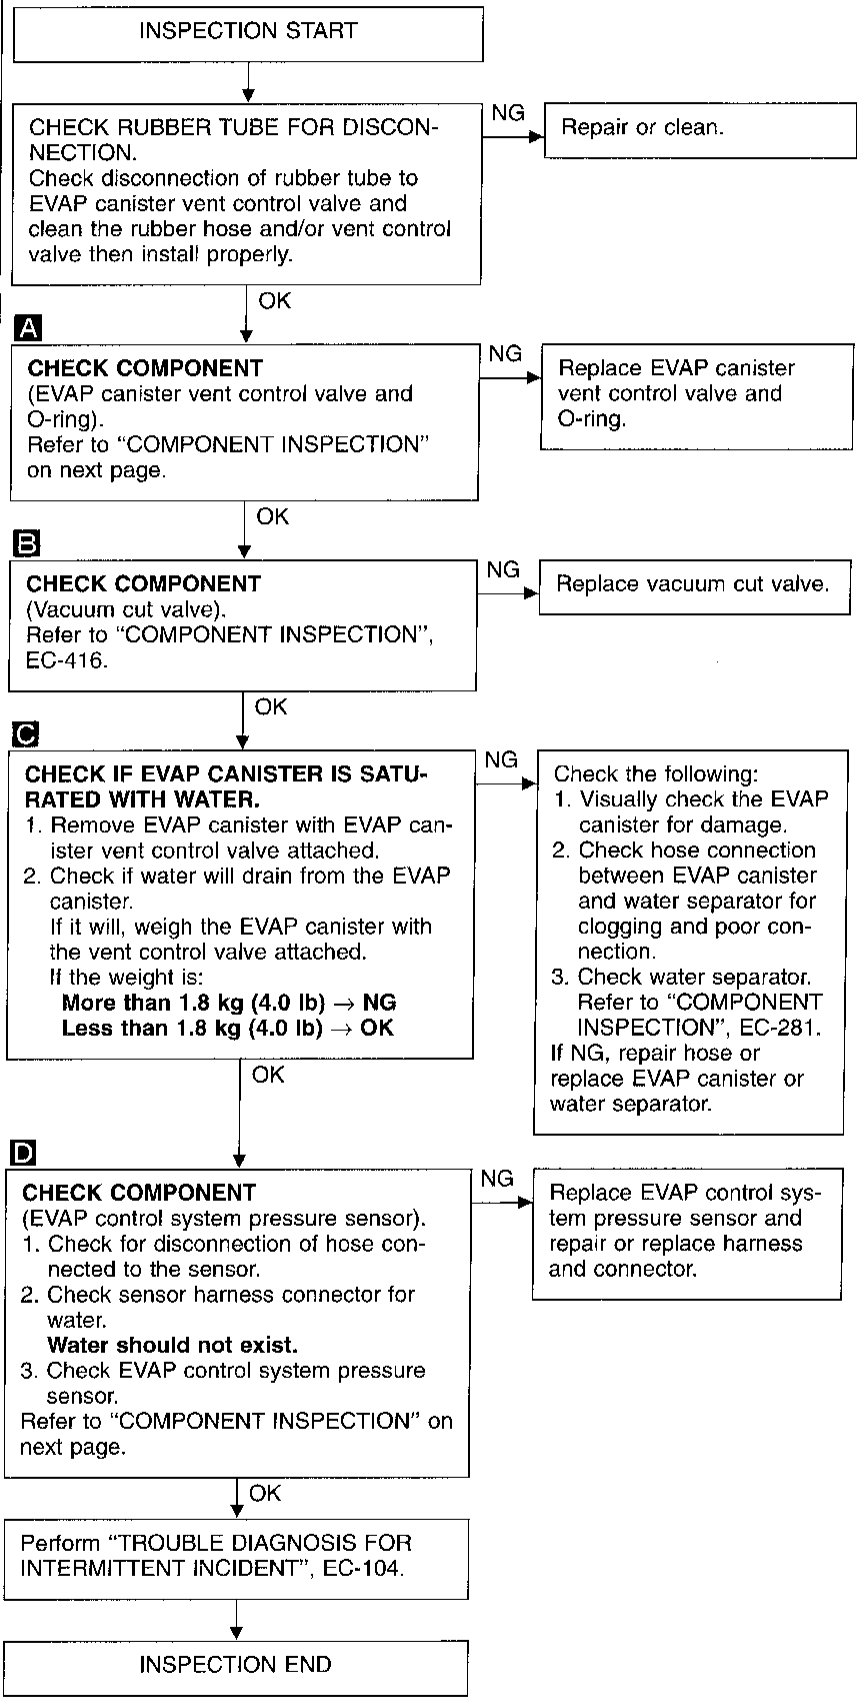 INSPECTION START
CHECK RUBBER TUBE FOR DISCON-
NECTION.
Check disconnection of rubber tube to
EVAP canister vent control valve and
clean the rubber hose and/or vent control
valve then install properly.
NG
Repair or clean.
OK
A
CHECK COMPONENT
(EVAP canister vent control valve and
O-ring).
Refer to “COMPONENT INSPECTION”
on next page.
NG
Replace EVAP canister
vent control valve and
O-ring.
OK
B
CHECK COMPONENT
(Vacuum cut valve).
Refer to “COMPONENT INSPECTION”,
EC-416.
NG
Replace vacuum cut valve.
OK
C
CHECK IF EVAP CANISTER IS SATU-
RATED WITH WATER.
1. Remove EVAP canister with EVAP can-
ister vent control valve attached.
2. Check if water will drain from the EVAP
canister.
If it will, weigh the EVAP canister with
the vent control valve attached.
If the weight is:
More than 1.8 kg (4.0 lb) → NG
Less than 1.8 kg (4.0 lb) → OK
NG
Check the following:
1. Visually check the EVAP
canister for damage.
2. Check hose connection
between EVAP canister
and water separator for
clogging and poor con-
nection.
3. Check water separator.
Refer to “COMPONENT
INSPECTION”, EC-281.
If NG, repair hose or
replace EVAP canister or
water separator.
OK
D
CHECK COMPONENT
(EVAP control system pressure sensor).
1. Check for disconnection of hose con-
nected to the sensor.
2. Check sensor harness connector for
water.
Water should not exist.
3. Check EVAP control system pressure
sensor.
Refer to “COMPONENT INSPECTION” on
next page.
NG
Replace EVAP control sys-
tem pressure sensor and
repair or replace harness
and connector.
OK
Perform “TROUBLE DIAGNOSIS FOR
INTERMITTENT INCIDENT”, EC-104.
INSPECTION END